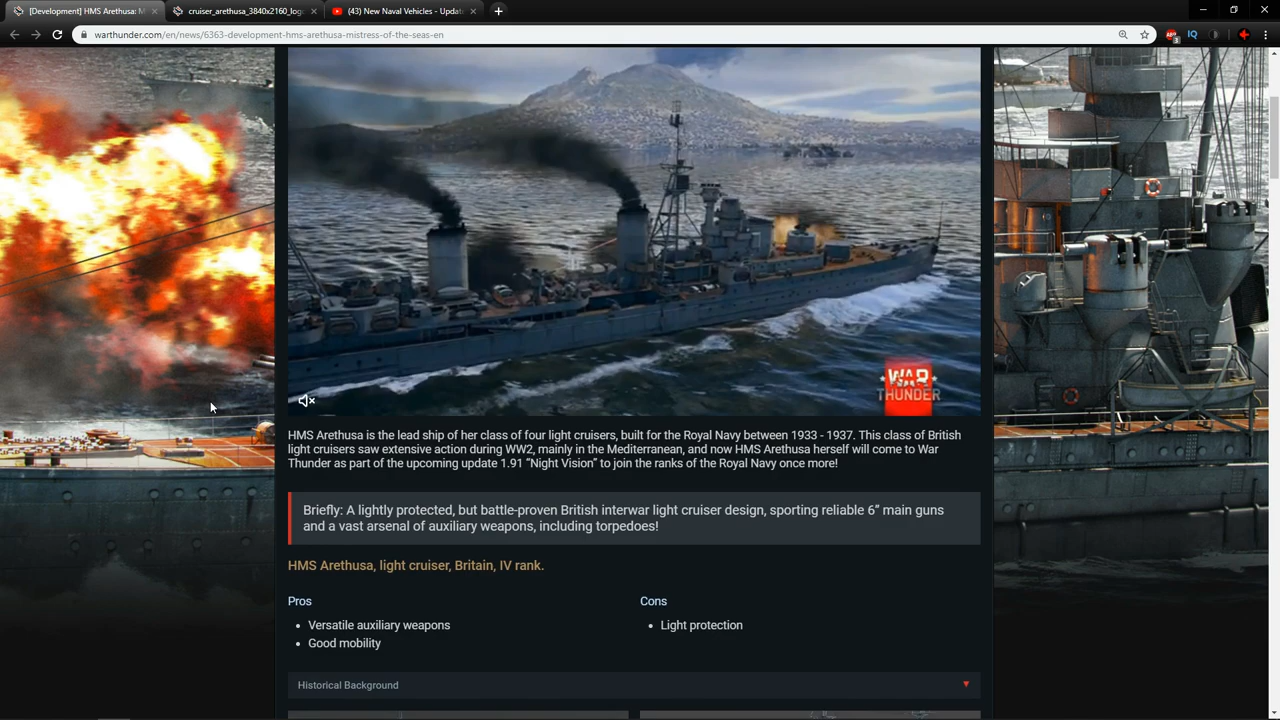 [Development] HMS Arethusa: M
cruiser_arethusa_3840x2160_log
(43) New Naval Vehicles - Updat
warthunder.com/en/news/6363-development-hms-arethusa-mistress-of-the-seas-en
WAR
THUNDER
HMS Arethusa is the lead ship of her class of four light cruisers, built for the Royal Navy between 1933 - 1937. This class of British
light cruisers saw extensive action during WW2, mainly in the Mediterranean, and now HMS Arethusa herself will come to War
Thunder as part of the upcoming update 1.91 “Night Vision” to join the ranks of the Royal Navy once more!
Briefly: A lightly protected, but battle-proven British interwar light cruiser design, sporting reliable 6” main guns
and a vast arsenal of auxiliary weapons, including torpedoes!
HMS Arethusa, light cruiser, Britain, IV rank.
Pros
Cons
• Versatile auxiliary weapons
• Light protection
• Good mobility
Historical Background